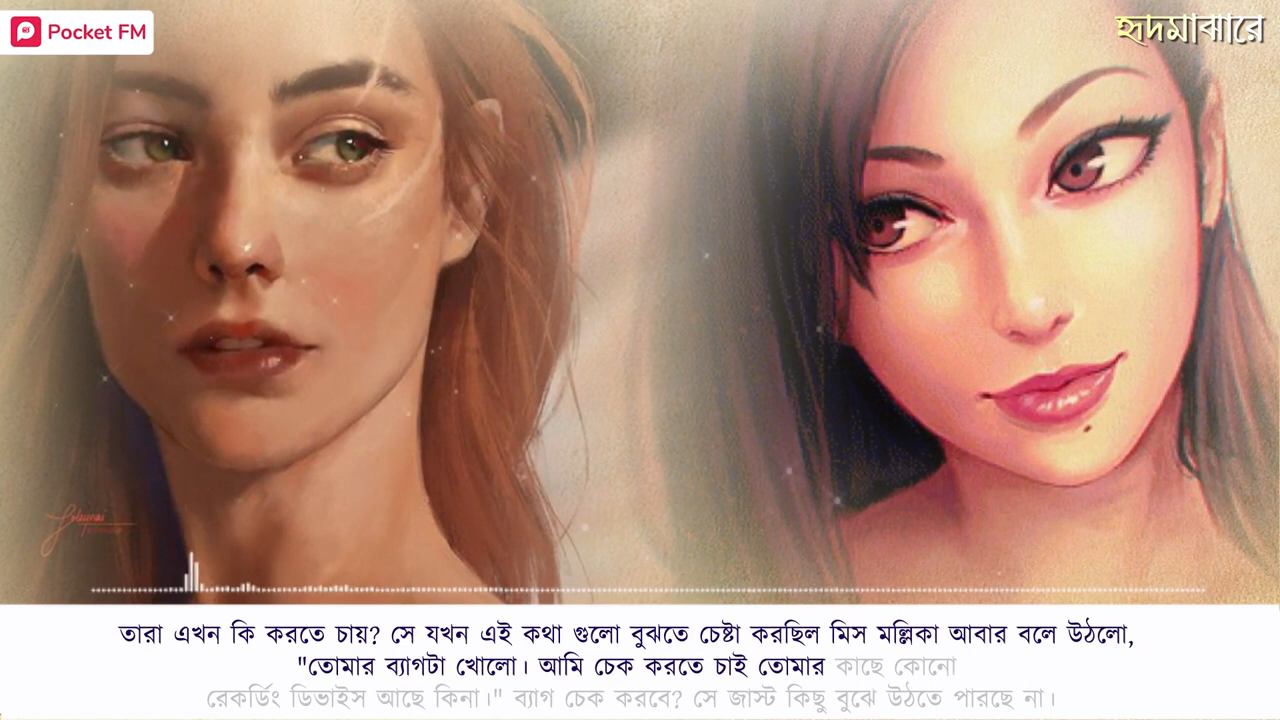 Pocket FM
হৃদমাঝারে
তারা এখন কি করতে চায়? সে যখন এই কথা গুলো বুঝতে চেষ্টা করছিল মিস মল্লিকা আবার বলে উঠলো,
"তোমার ব্যাগটা খোলো। আমি চেক করতে চাই তোমার কাছে কোনো
রেকর্ডিং ডিভাইস আছে কিনা।" ব্যাগ চেক করবে? সে জাস্ট কিছু বুঝে উঠতে পারছে না।